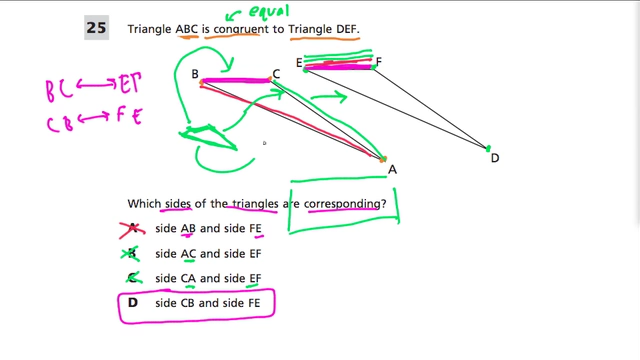 equal
25 Triangle ABC is congruent to Triangle DEF.
E F
B C
BC ↔ EF
CB ↔ FE
D
A
Which sides of the triangles are corresponding?
A side AB and side FE
B side AC and side EF
C side CA and side EF
D side CB and side FE